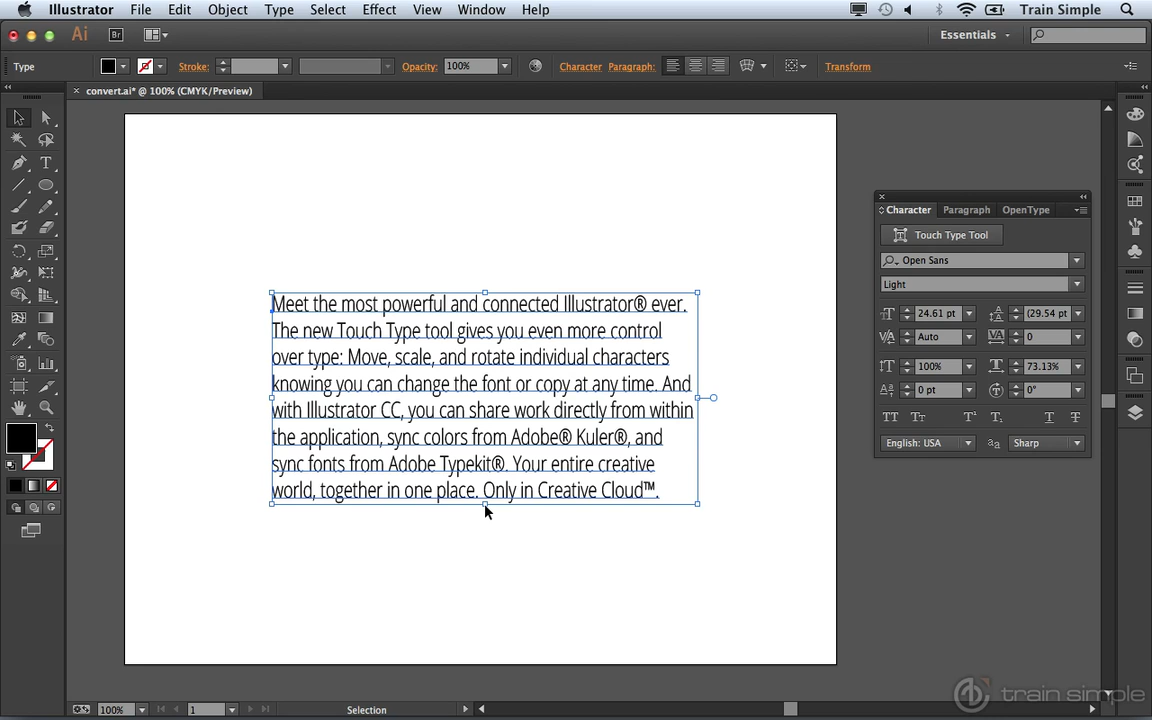 Illustrator File Edit Object Type Select Effect View Window Help Train Simple
Ai Br Essentials
Type Stroke: Opacity: 100% Character Paragraph: Transform
× convert.ai* @ 100% (CMYK/Preview)
Character Paragraph OpenType
Touch Type Tool
Open Sans
Light
24.61 pt (29.54 pt
Auto 0
100% 73.13%
0 pt 0°
English: USA Sharp
Meet the most powerful and connected Illustrator® ever.
The new Touch Type tool gives you even more control
over type: Move, scale, and rotate individual characters
knowing you can change the font or copy at any time. And
with Illustrator CC, you can share work directly from within
the application, sync colors from Adobe® Kuler®, and
sync fonts from Adobe Typekit®. Your entire creative
world, together in one place. Only in Creative Cloud™.
100% 1 Selection
train simple